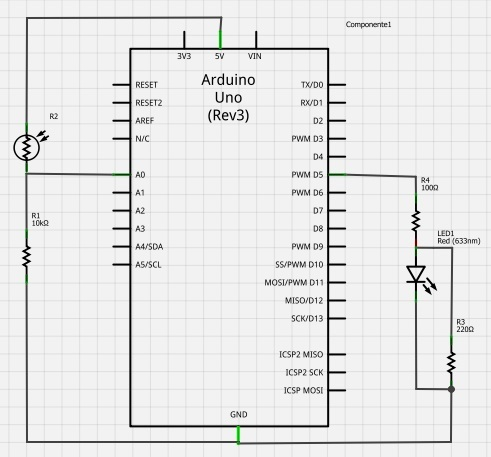 Componente1
3V3
5V
VIN
Arduino
Uno
(Rev3)
RESET
TX/D0
RESET2
RX/D1
AREF
D2
N/C
PWM D3
D4
A0
PWM D5
A1
PWM D6
A2
D7
A3
D8
A4/SDA
PWM D9
A5/SCL
SS/PWM D10
MOSI/PWM D11
MISO/D12
SCK/D13
ICSP2 MISO
ICSP2 SCK
ICSP MOSI
GND
R2
R1
10kΩ
R4
100Ω
LED1
Red (633nm)
R3
220Ω